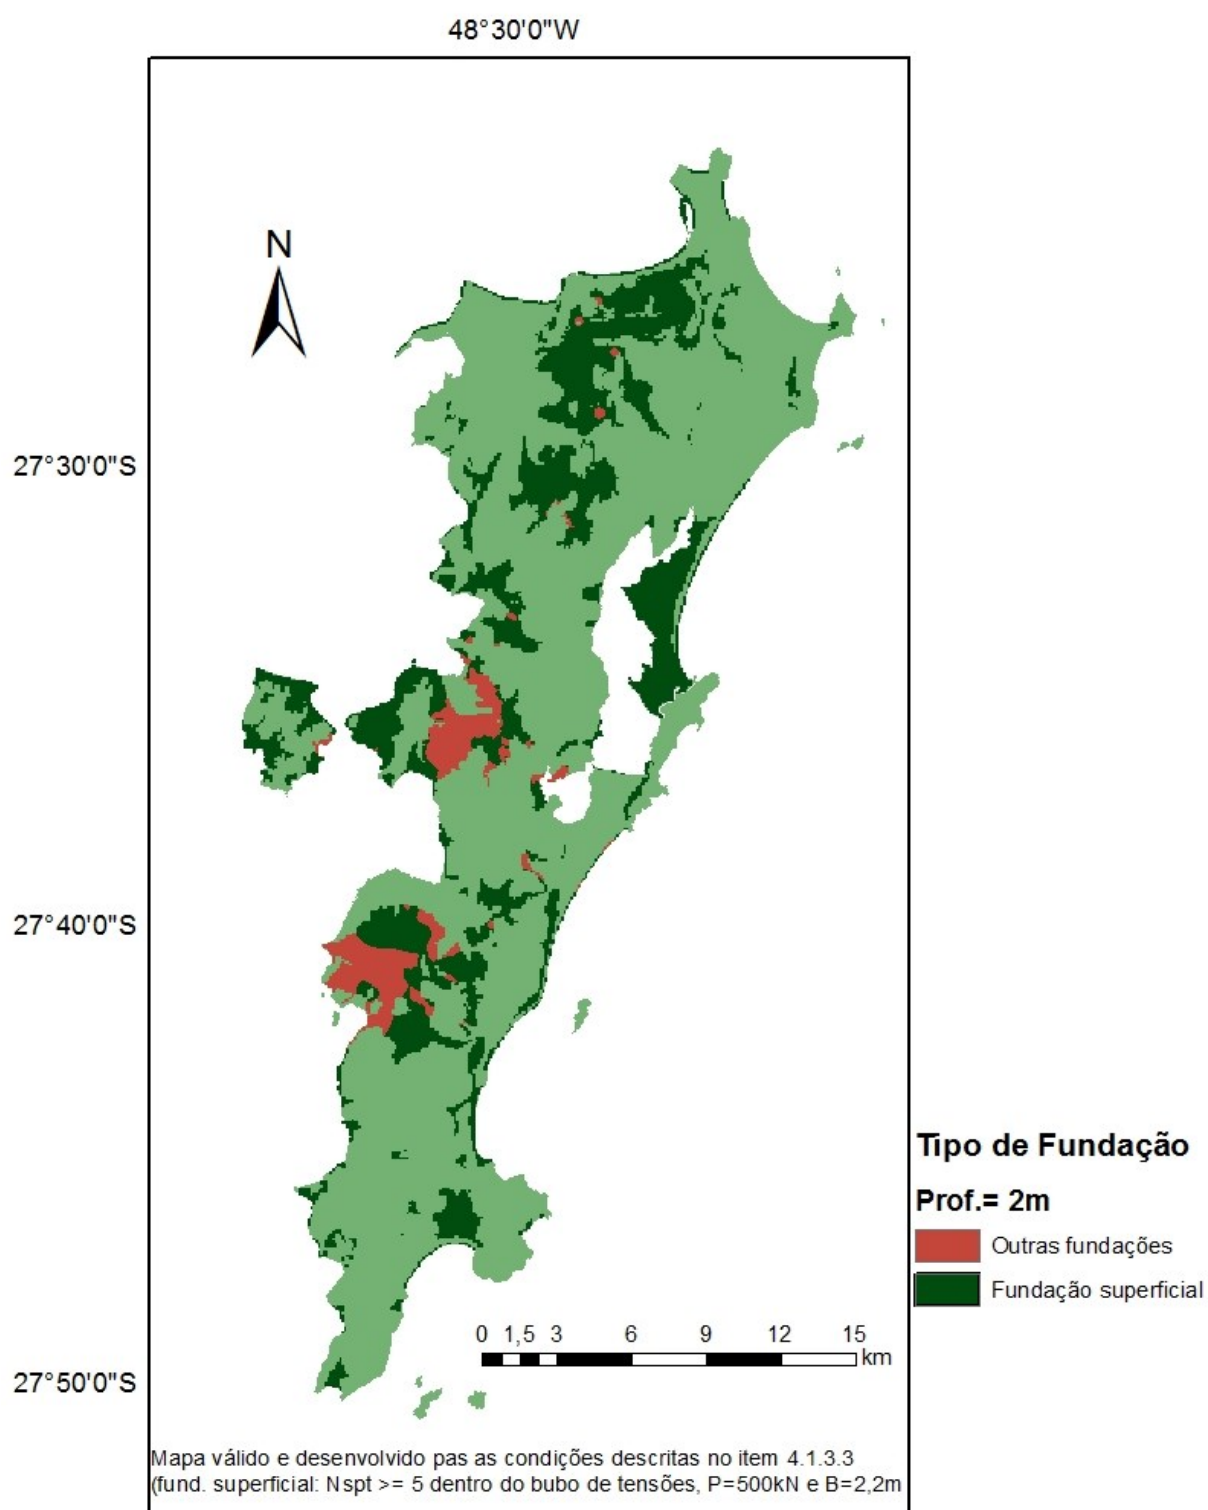 48°30'0"W
N
27°30'0"S
27°40'0"S
27°50'0"S
Tipo de Fundação
Prof.= 2m
Outras fundações
Fundação superficial
0 1,5 3 6 9 12 15
km
Mapa válido e desenvolvido pas as condições descritas no item 4.1.3.3
(fund. superficial: Nspt >= 5 dentro do bubo de tensões, P=500kN e B=2,2m